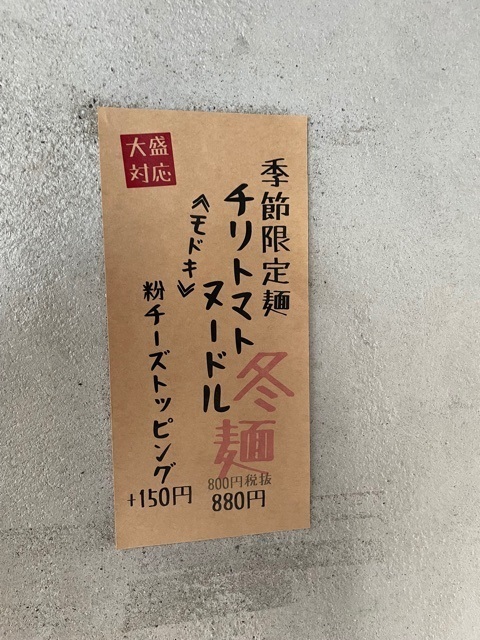 大盛
対応
季節限定麺
チリトマト
ヌードル
《モドキ》
冬麺
800円税抜
880円
粉チーズトッピング
+150円